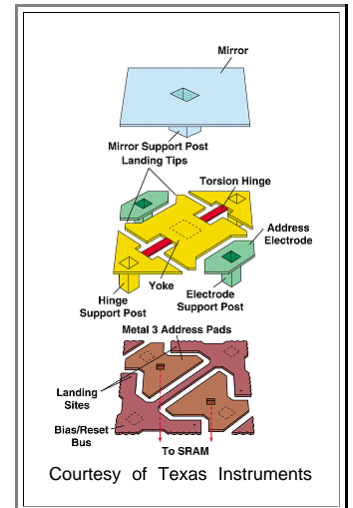 Mirror
Mirror Support Post
Landing Tips
Torsion Hinge
Address
Electrode
Yoke
Electrode
Support Post
Hinge
Support Post
Metal 3 Address Pads
Landing
Sites
Bias/Reset
Bus
To SRAM
Courtesy of Texas Instruments